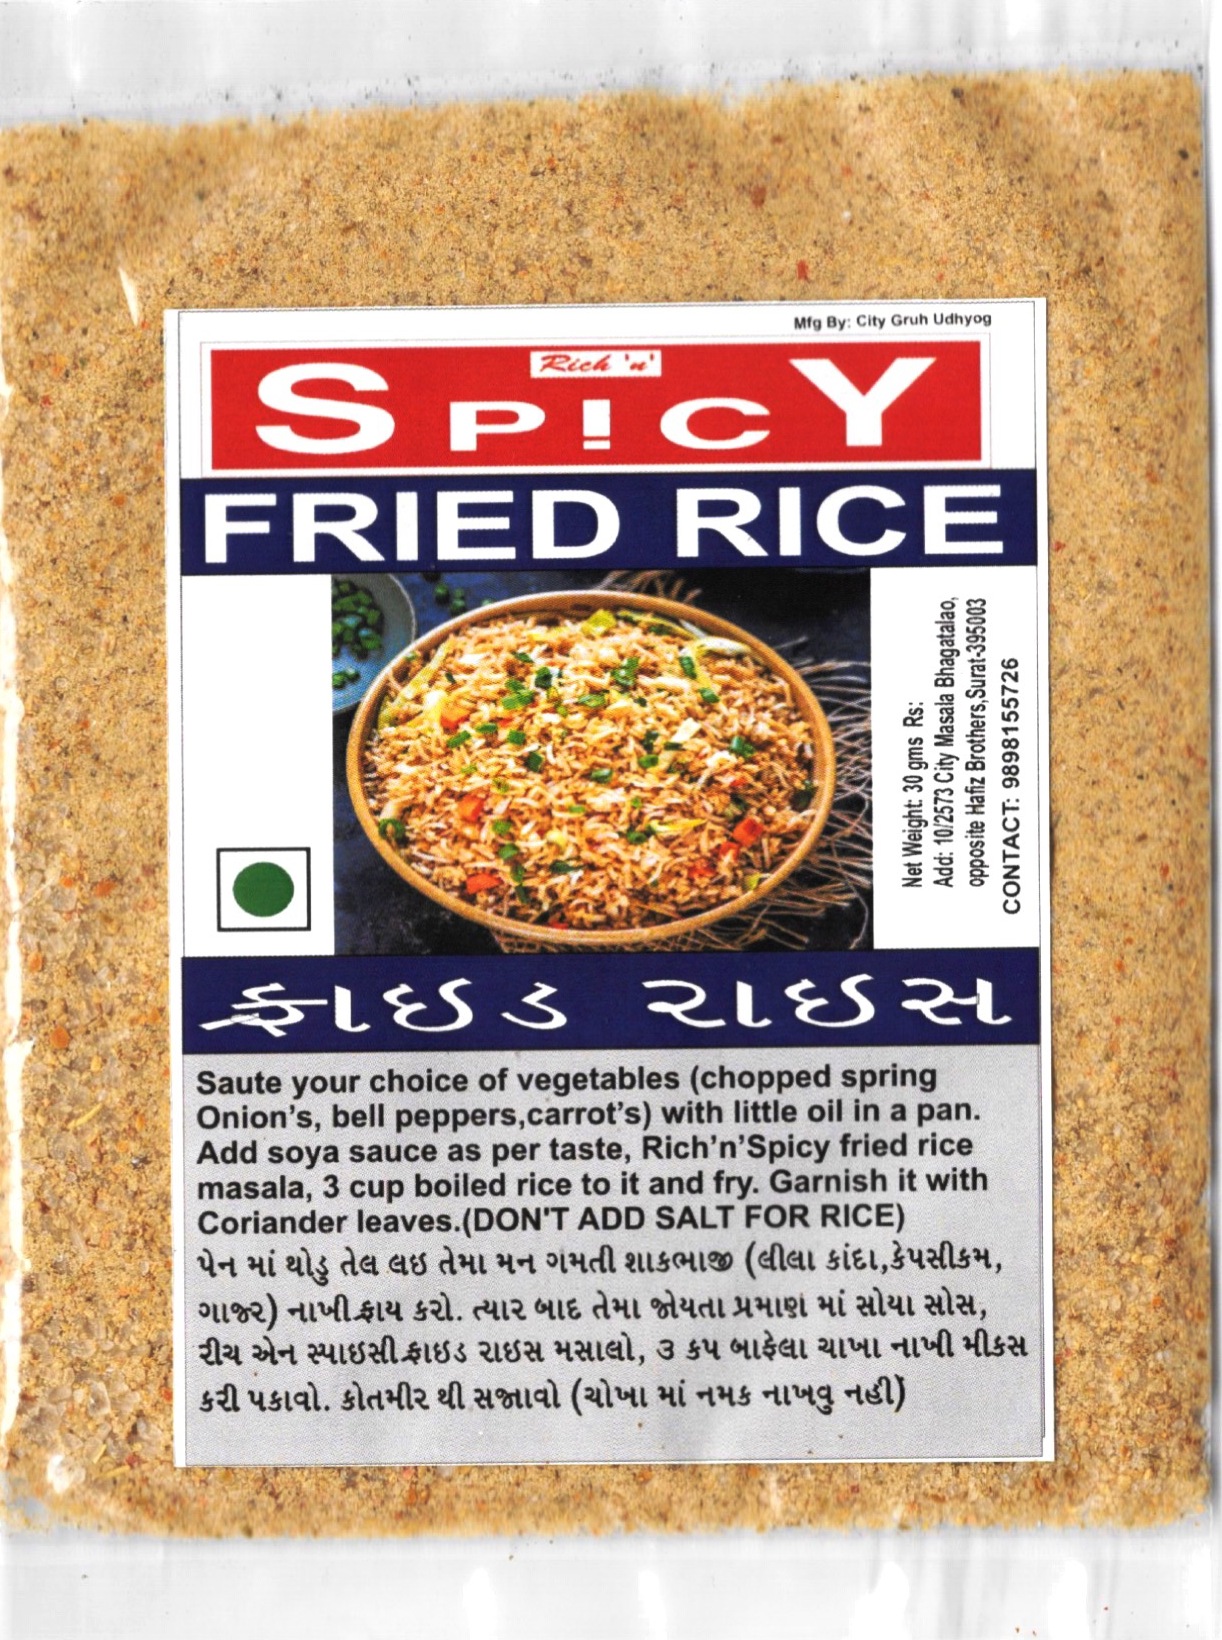 Mfg By: City Gruh Udhyog
Rich 'n'
SPICY
FRIED RICE
Net Weight: 30 gms Rs:
Add: 10/2573 City Masala Bhagatalao,
opposite Hafiz Brothers,Surat-395003
CONTACT: 9898155726
ફ્રાઇડ રાઇસ
Saute your choice of vegetables (chopped spring
Onion's, bell peppers,carrot's) with little oil in a pan.
Add soya sauce as per taste, Rich'n'Spicy fried rice
masala, 3 cup boiled rice to it and fry. Garnish it with
Coriander leaves.(DON'T ADD SALT FOR RICE)
પેન માં થોડુ તેલ લઇ તેમા મન ગમતી શાકભાજી (લીલા કાંદા,કેપસીકમ,
ગાજર) નાખી ફ્રાય કરો. ત્યાર બાદ તેમા જોયતા પ્રમાણ માં સોયા સોસ,
રીચ એન સ્પાઇસી ફ્રાઇડ રાઇસ મસાલો, ૩ કપ બાફેલા ચાખા નાખી મીકસ
કરી પકાવો. કોતમીર થી સજાવો (ચોખા માં નમક નાખવુ નહીં)